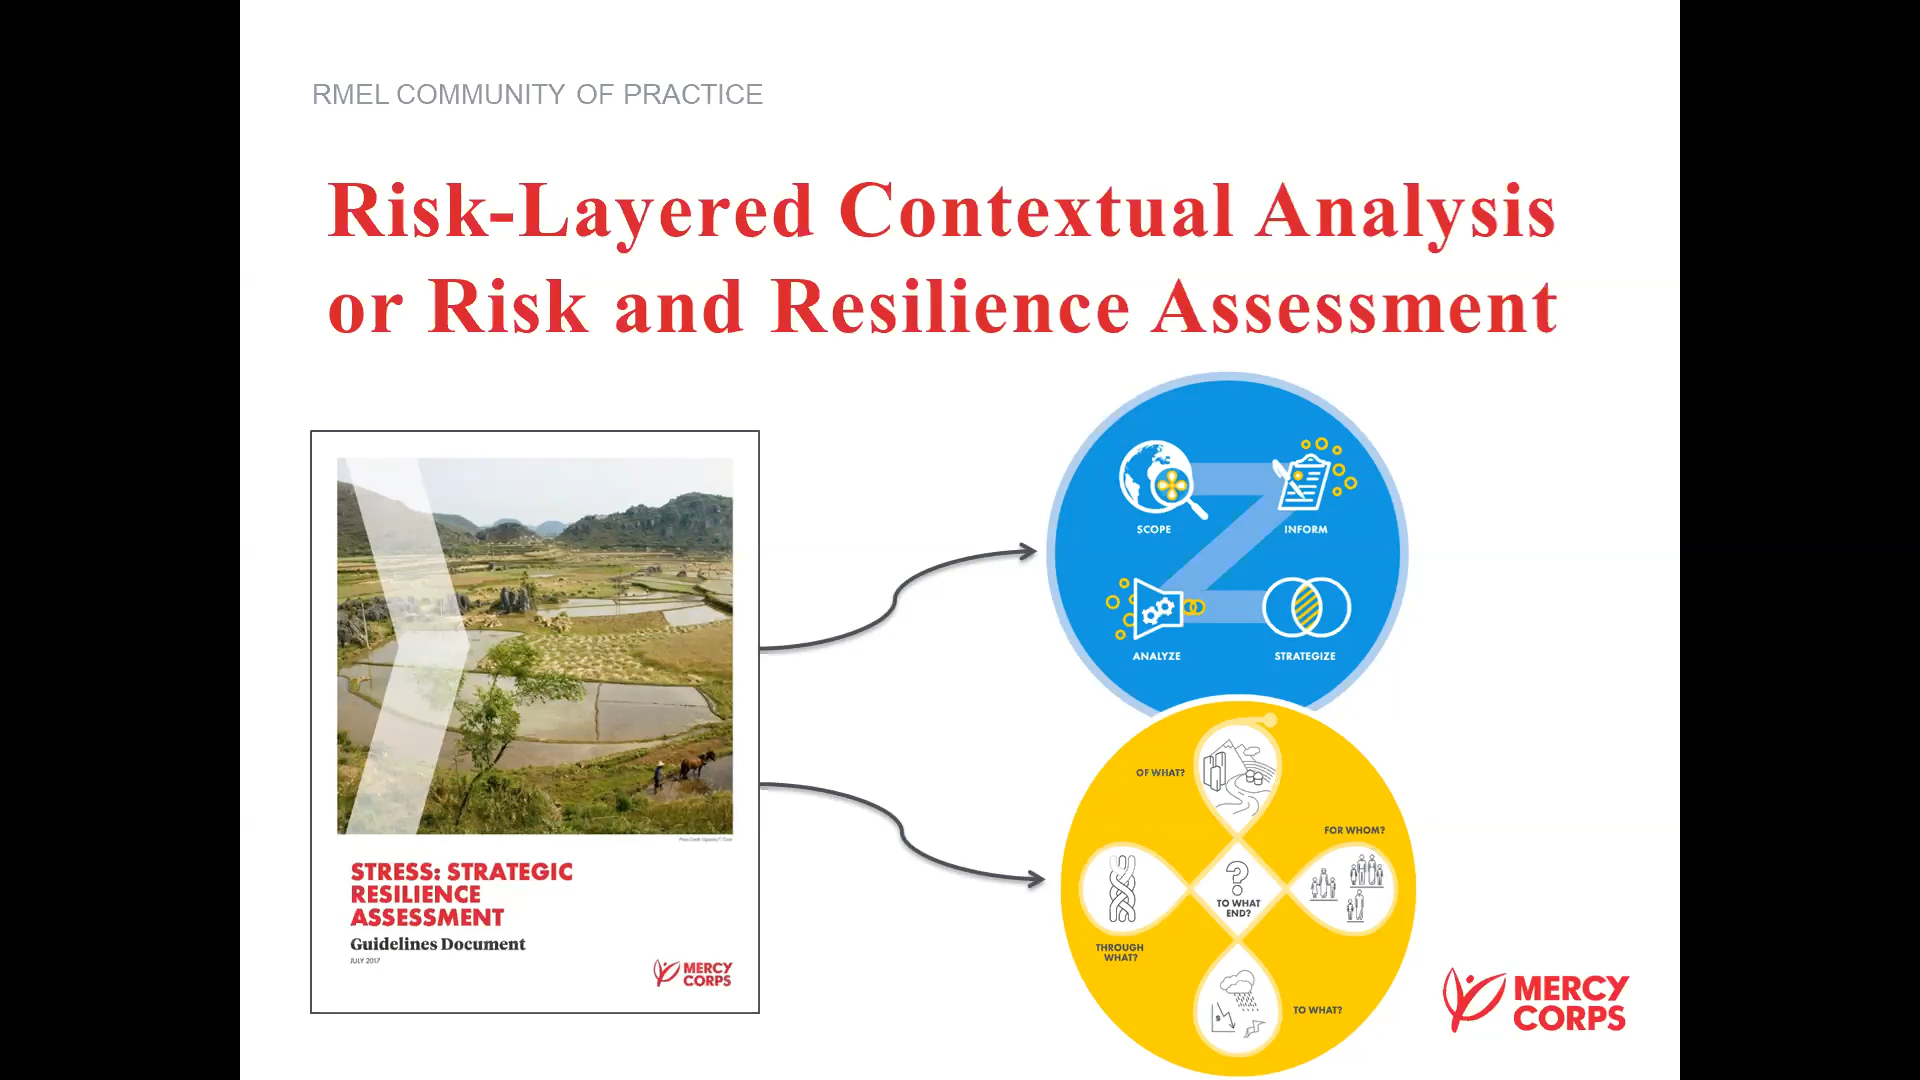 RMEL COMMUNITY OF PRACTICE
Risk-Layered Contextual Analysis
or Risk and Resilience Assessment
SCOPE
INFORM
ANALYZE
STRATEGIZE
OF WHAT?
FOR WHOM?
TO WHAT
END?
THROUGH
WHAT?
TO WHAT?
$
STRESS: STRATEGIC
RESILIENCE
ASSESSMENT
Guidelines Document
JULY 2017
MERCY
CORPS
MERCY
CORPS